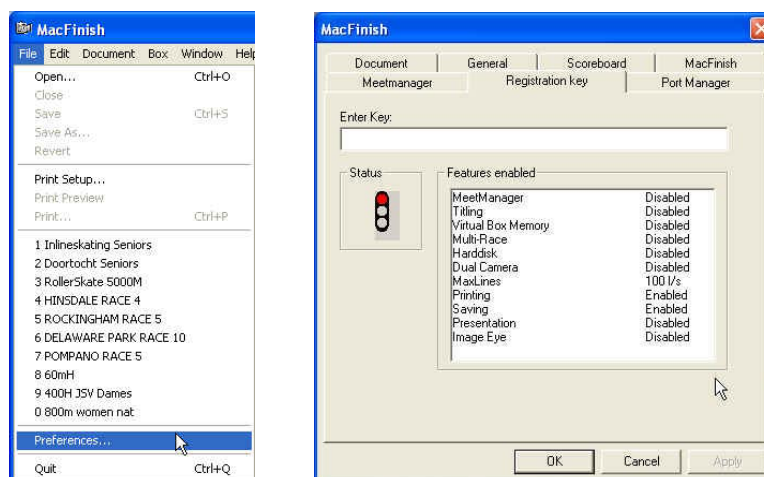 MacFinish
File Edit Document Box Window Help
Open... Ctrl+O
Close
Save Ctrl+S
Save As...
Revert
Print Setup...
Print Preview
Print... Ctrl+P
1 Inlineskating Seniors
2 Doortocht Seniors
3 RollerSkate 5000M
4 HINSDALE RACE 4
5 ROCKINGHAM RACE 5
6 DELAWARE PARK RACE 10
7 POMPANO RACE 5
8 60mH
9 400H JSV Dames
0 800m women nat
Preferences...
Quit Ctrl+Q
MacFinish
Document General Scoreboard MacFinish
Meetmanager Registration key Port Manager
Enter Key:
Status Features enabled
MeetManager Disabled
Titling Disabled
Virtual Box Memory Disabled
Multi-Race Disabled
Harddisk Disabled
Dual Camera Disabled
MaxLines 100 l/s
Printing Enabled
Saving Enabled
Presentation Disabled
Image Eye Disabled
OK Cancel Apply